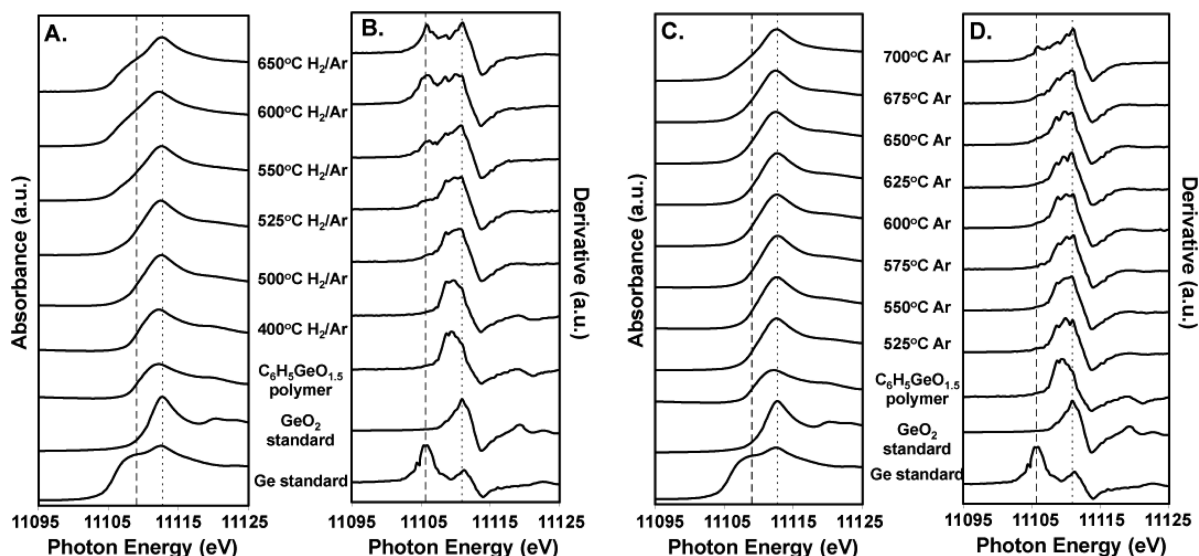 A.
B.
C.
D.
650°C H2/Ar
600°C H2/Ar
550°C H2/Ar
525°C H2/Ar
500°C H2/Ar
400°C H2/Ar
C6H5GeO1.5
polymer
GeO2
standard
Ge standard
700°C Ar
675°C Ar
650°C Ar
625°C Ar
600°C Ar
575°C Ar
550°C Ar
525°C Ar
C6H5GeO1.5
polymer
GeO2
standard
Ge standard
Absorbance (a.u.)
Derivative (a.u.)
Absorbance (a.u.)
Derivative (a.u.)
11095 11105 11115 11125
11095 11105 11115 11125
11095 11105 11115 11125
11095 11105 11115 11125
Photon Energy (eV)
Photon Energy (eV)
Photon Energy (eV)
Photon Energy (eV)